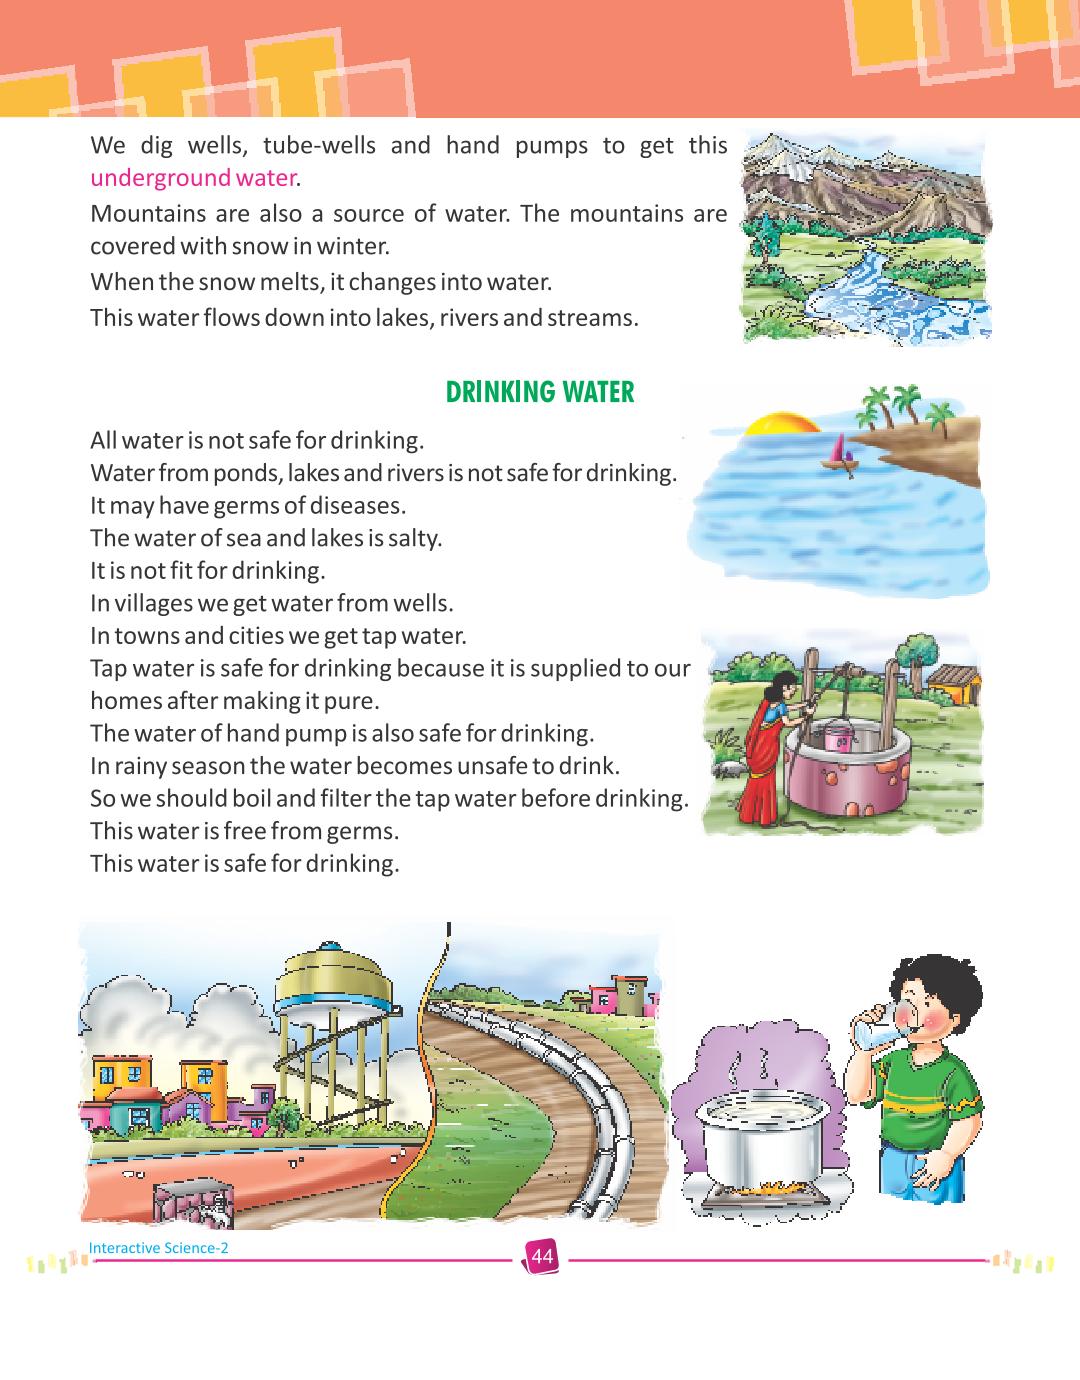 We dig wells, tube-wells and hand pumps to get this
underground water.
Mountains are also a source of water. The mountains are
covered with snow in winter.
When the snow melts, it changes into water.
This water flows down into lakes, rivers and streams.
DRINKING WATER
All water is not safe for drinking.
Water from ponds, lakes and rivers is not safe for drinking.
It may have germs of diseases.
The water of sea and lakes is salty.
It is not fit for drinking.
In villages we get water from wells.
In towns and cities we get tap water.
Tap water is safe for drinking because it is supplied to our
homes after making it pure.
The water of hand pump is also safe for drinking.
In rainy season the water becomes unsafe to drink.
So we should boil and filter the tap water before drinking.
This water is free from germs.
This water is safe for drinking.
Interactive Science-2
44